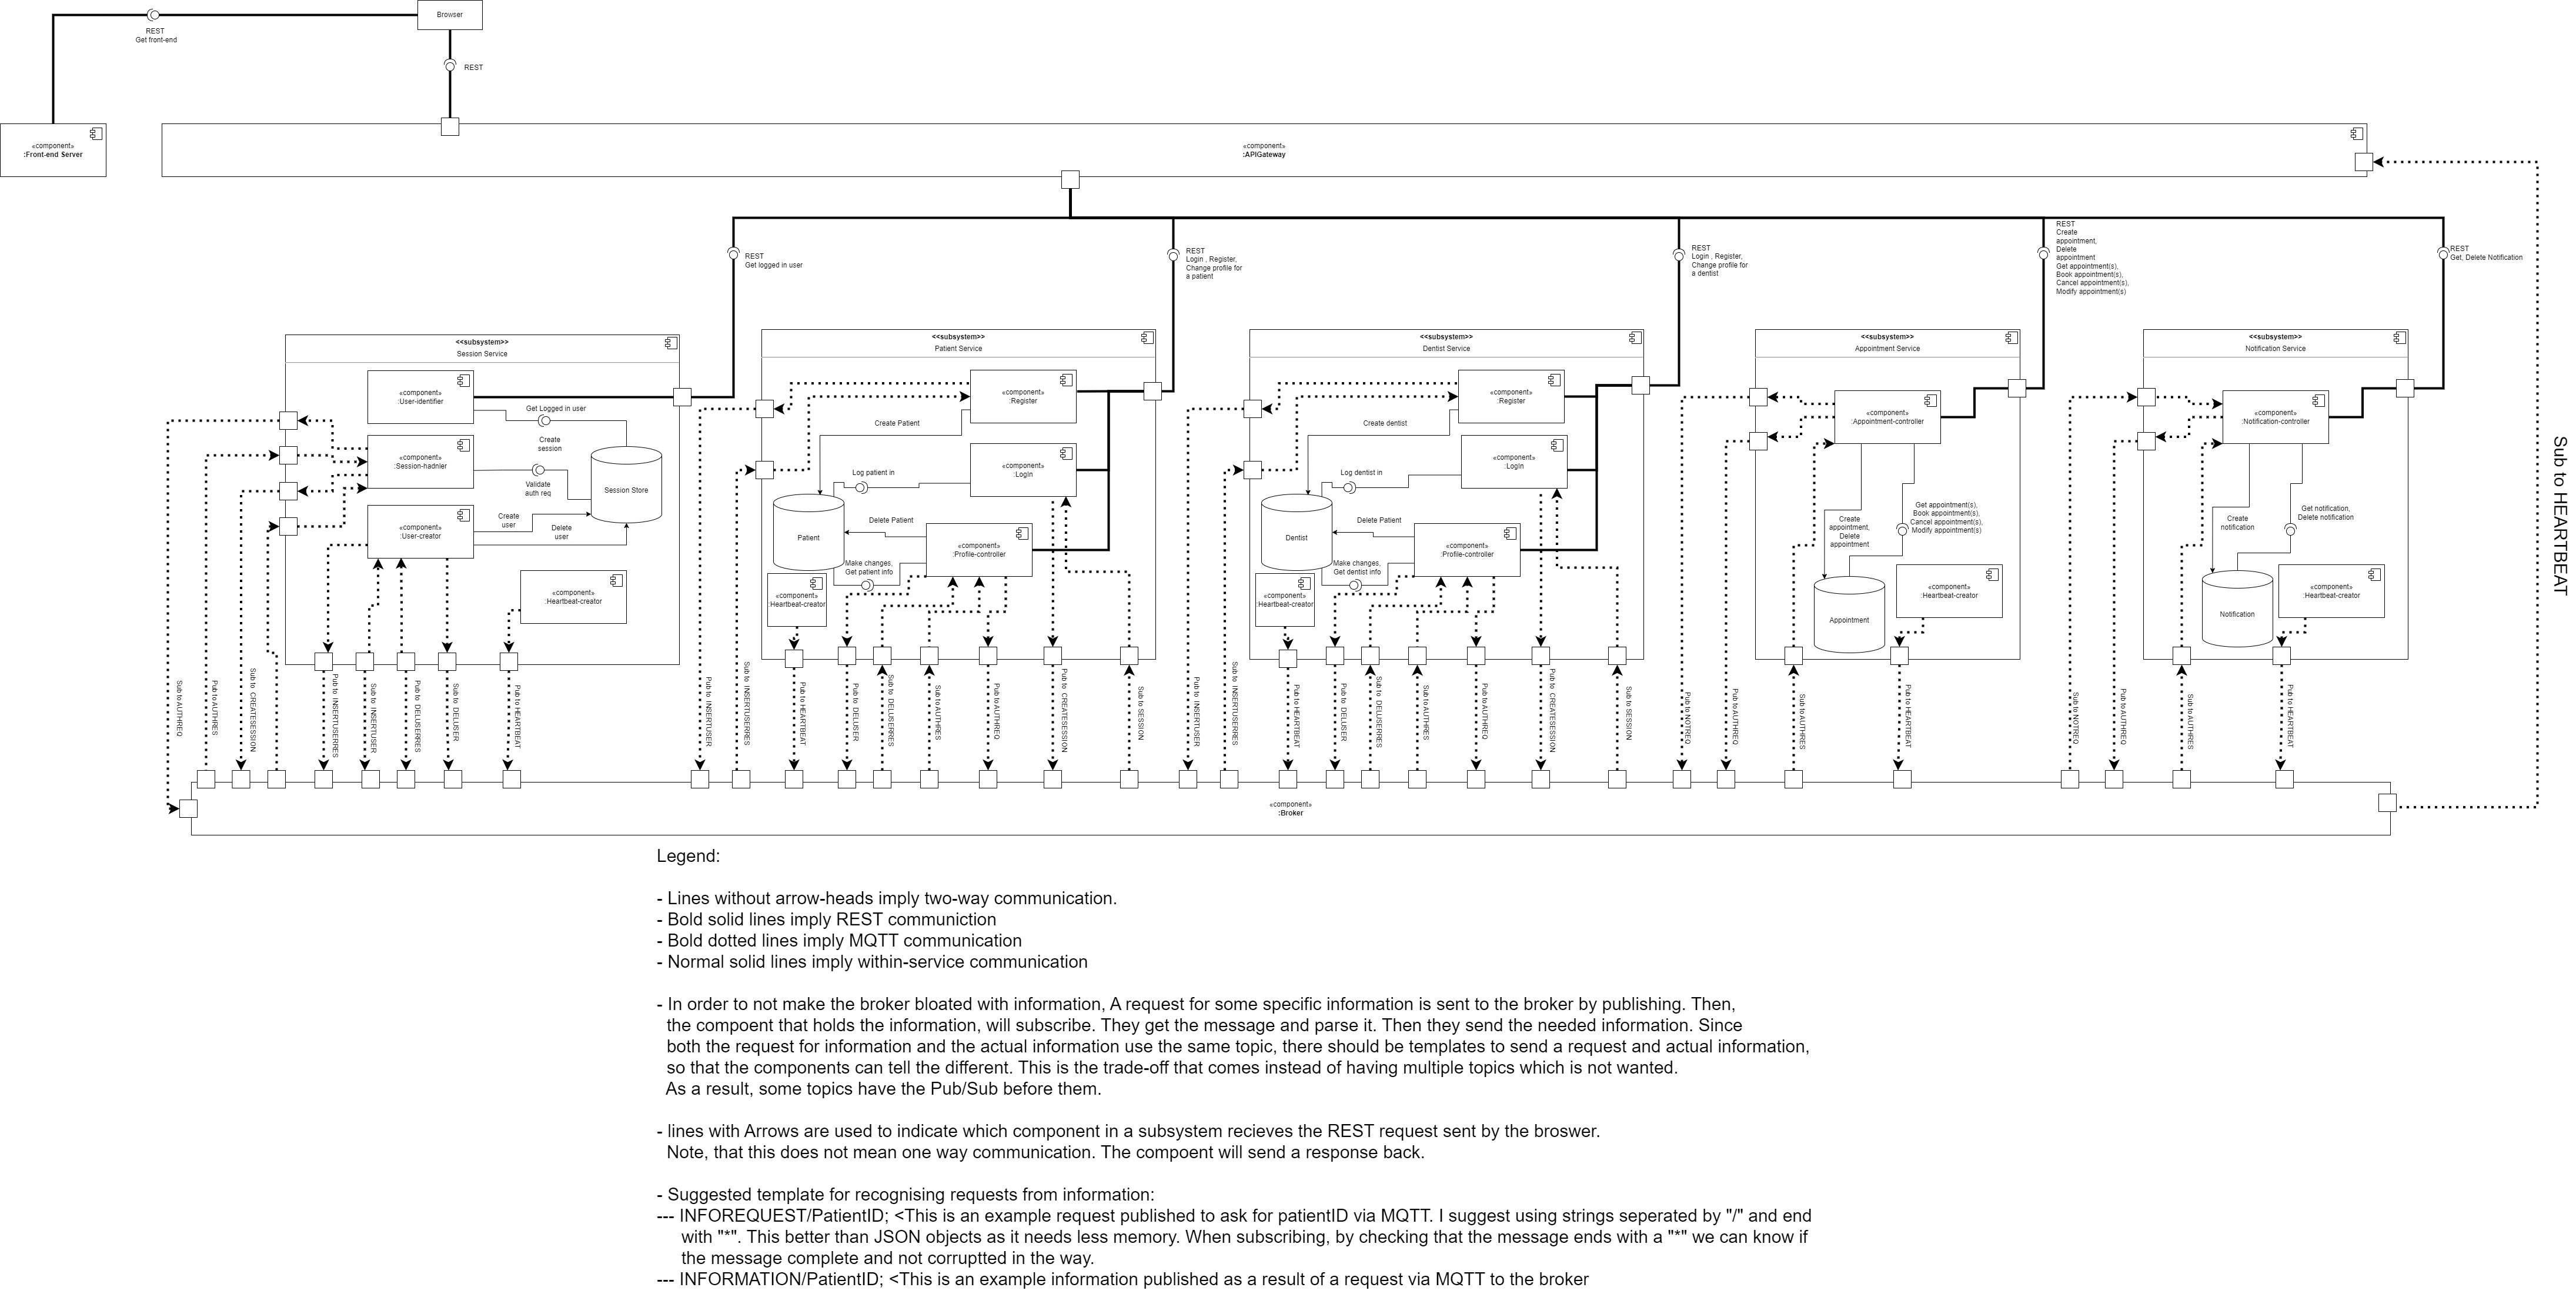 Browser
REST
Get front-end
REST
«component»
:Front-end Server
«component»
:APIGateway
REST
Get logged in user
REST
Login , Register,
Change profile for
a patient
REST
Login , Register,
Change profile for
a dentist
REST
Create
appointment,
Delete
appointment
Get appointment(s),
Book appointment(s),
Cancel appointment(s),
Modify appointment(s)
REST
Get, Delete Notification
Sub to HEARTBEAT
<<subsystem>>
Session Service
«component»
:User-identifier
Get Logged in user
«component»
:Session-hadnler
Create
session
Validate
auth req
Session Store
«component»
:User-creator
Create
user
Delete
user
«component»
:Heartbeat-creator
<<subsystem>>
Patient Service
«component»
:Register
Create Patient
«component»
:LogIn
Log patient in
Patient
Delete Patient
«component»
:Profile-controller
Make changes,
Get patient info
«component»
:Heartbeat-creator
<<subsystem>>
Dentist Service
«component»
:Register
Create dentist
«component»
:LogIn
Log dentist in
Dentist
Delete Patient
«component»
:Profile-controller
Make changes,
Get dentist info
«component»
:Heartbeat-creator
<<subsystem>>
Appointment Service
«component»
:Appointment-controller
Create
appointment,
Delete
appointment
Get appointment(s),
Book appointment(s),
Cancel appointment(s),
Modify appointment(s)
«component»
:Heartbeat-creator
Appointment
<<subsystem>>
Notification Service
«component»
:Notification-controller
Create
notification
Get notification,
Delete notification
«component»
:Heartbeat-creator
Notification
Sub to AUTHREQ
Pub to AUTHRES
Sub to CREATESESSION
Pub to INSERTUSERRES
Sub to INSERTUSER
Pub to DELUSERRES
Sub to DELUSER
Pub to HEARTBEAT
Pub to INSERTUSER
Sub to INSERTUSERRES
Pub to HEARTBEAT
Pub to DELUSER
Sub to DELUSERRES
Sub to AUTHRES
Pub to AUTHREQ
Pub to CREATESESSION
Sub to SESSION
Pub to INSERTUSER
Sub to INSERTUSERRES
Pub to HEARTBEAT
Pub to DELUSER
Sub to DELUSERRES
Sub to AUTHRES
Pub to AUTHREQ
Pub to CREATESESSION
Sub to SESSION
Pub to NOTREQ
Pub to AUTHREQ
Sub to AUTHRES
Pub to HEARTBEAT
Sub to NOTREQ
Pub to AUTHREQ
Sub to AUTHRES
Pub to HEARTBEAT
«component»
:Broker
Legend:
- Lines without arrow-heads imply two-way communication.
- Bold solid lines imply REST communiction
- Bold dotted lines imply MQTT communication
- Normal solid lines imply within-service communication
- In order to not make the broker bloated with information, A request for some specific information is sent to the broker by publishing. Then,
the compoent that holds the information, will subscribe. They get the message and parse it. Then they send the needed information. Since
both the request for information and the actual information use the same topic, there should be templates to send a request and actual information,
so that the components can tell the different. This is the trade-off that comes instead of having multiple topics which is not wanted.
As a result, some topics have the Pub/Sub before them.
- lines with Arrows are used to indicate which component in a subsystem recieves the REST request sent by the broswer.
Note, that this does not mean one way communication. The compoent will send a response back.
- Suggested template for recognising requests from information:
--- INFOREQUEST/PatientID; <This is an example request published to ask for patientID via MQTT. I suggest using strings seperated by "/" and end
with "*". This better than JSON objects as it needs less memory. When subscribing, by checking that the message ends with a "*" we can know if
the message complete and not corruptted in the way.
--- INFORMATION/PatientID; <This is an example information published as a result of a request via MQTT to the broker